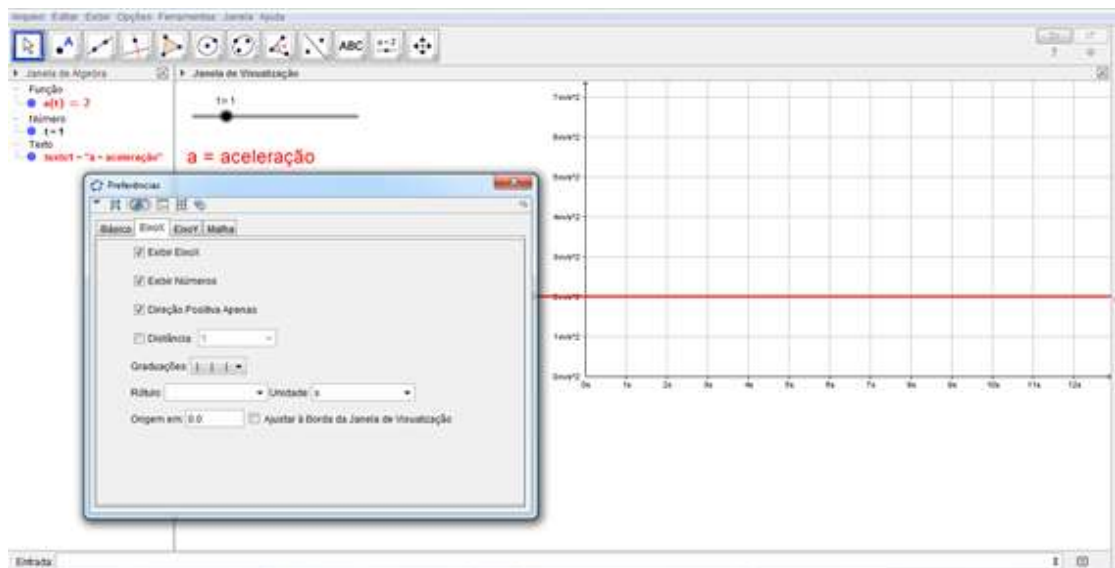 Arquivo Editar Exibir Opções Ferramentas Janela Ajuda
ABC
a=2
Janela de Álgebra
Janela de Visualização
Função
a(t) = 2
Número
t = 1
Texto
texto1 = "a = aceleração"
t = 1
a = aceleração
Preferências
Básico EixoX EixoY Malha
Exibir EixoX
Exibir Números
Direção Positiva Apenas
Distância: 1
Graduações:
Rótulo: Unidade: s
Origem em: 0.0 Ajustar à Borda da Janela de Visualização
7m/s^2
6m/s^2
5m/s^2
4m/s^2
3m/s^2
2m/s^2
1m/s^2
0m/s^2
0s 1s 2s 3s 4s 5s 6s 7s 8s 9s 10s 11s 12s
Entrada: